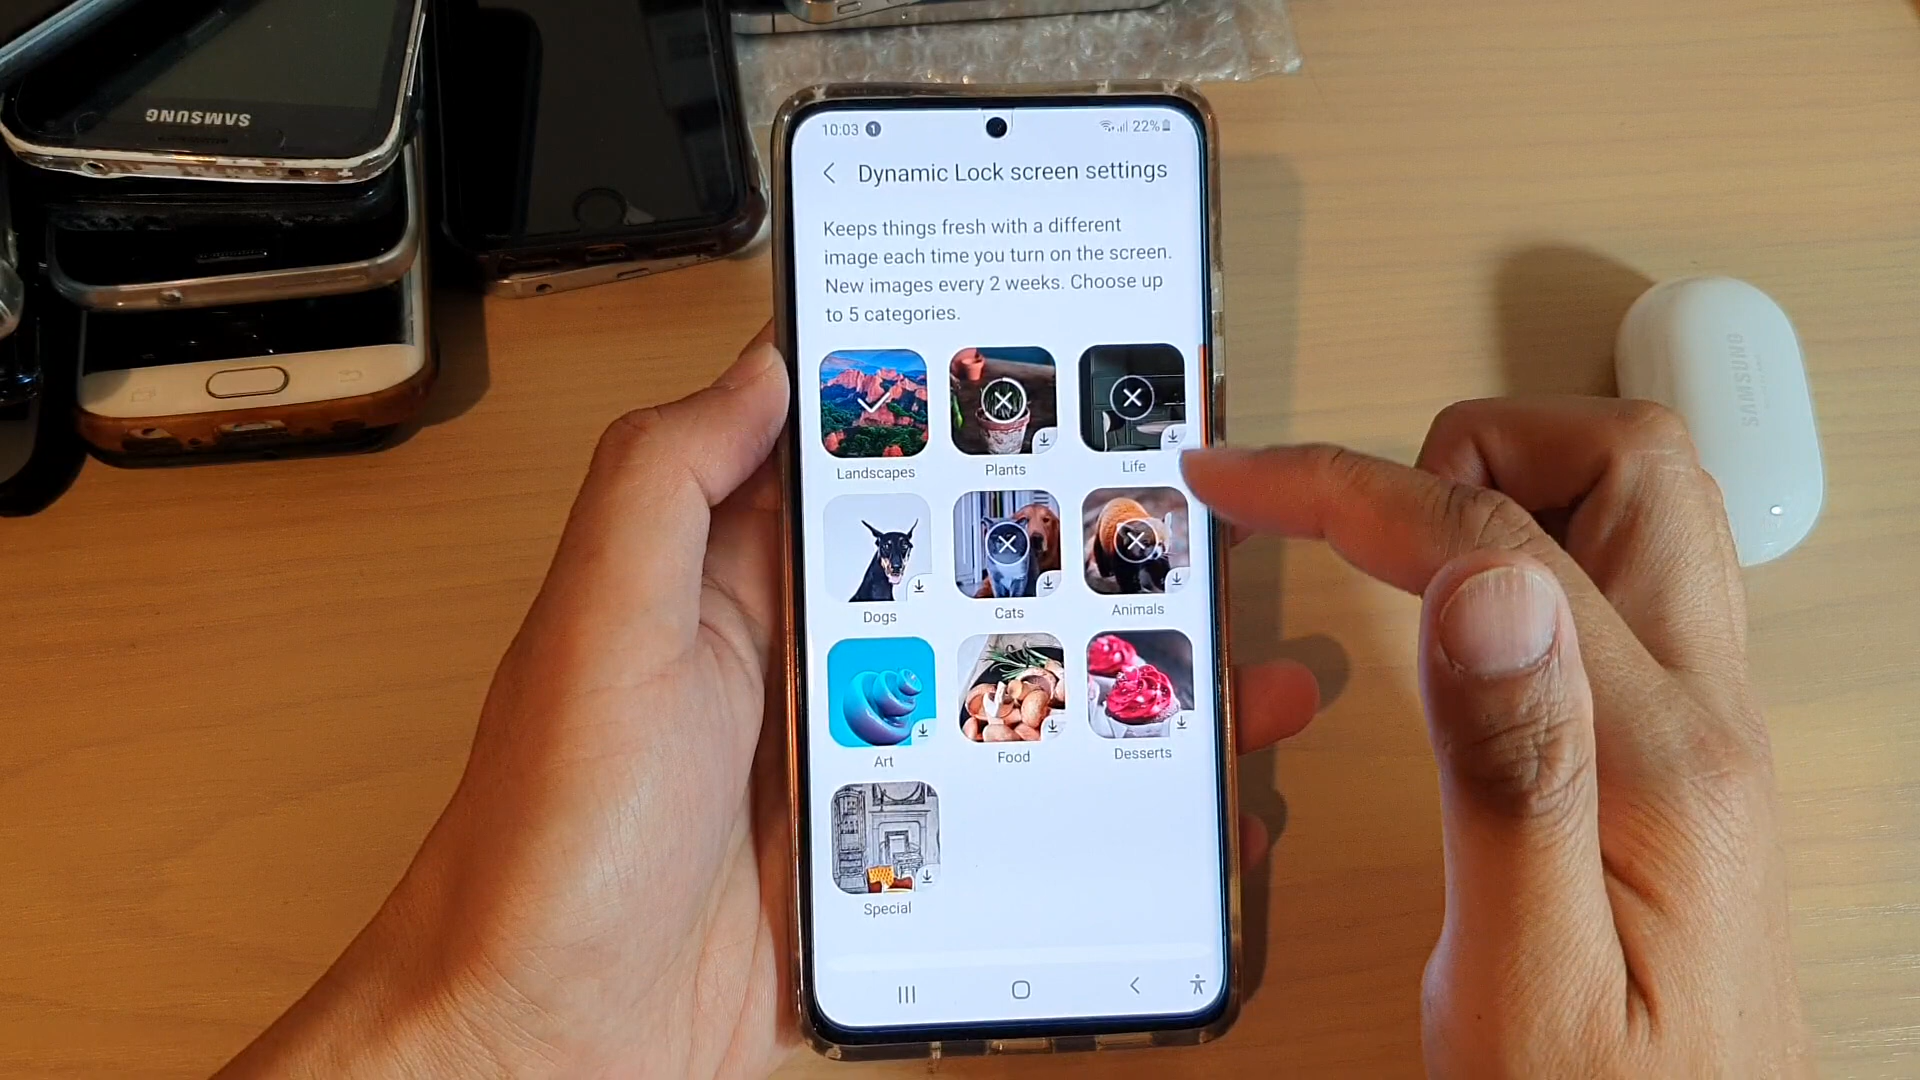 SAMSUNG
10:03 1 22%
Dynamic Lock screen settings
Keeps things fresh with a different
image each time you turn on the screen.
New images every 2 weeks. Choose up
to 5 categories.
Landscapes Plants Life
Dogs Cats Animals
Art Food Desserts
Special
SAMSUNG